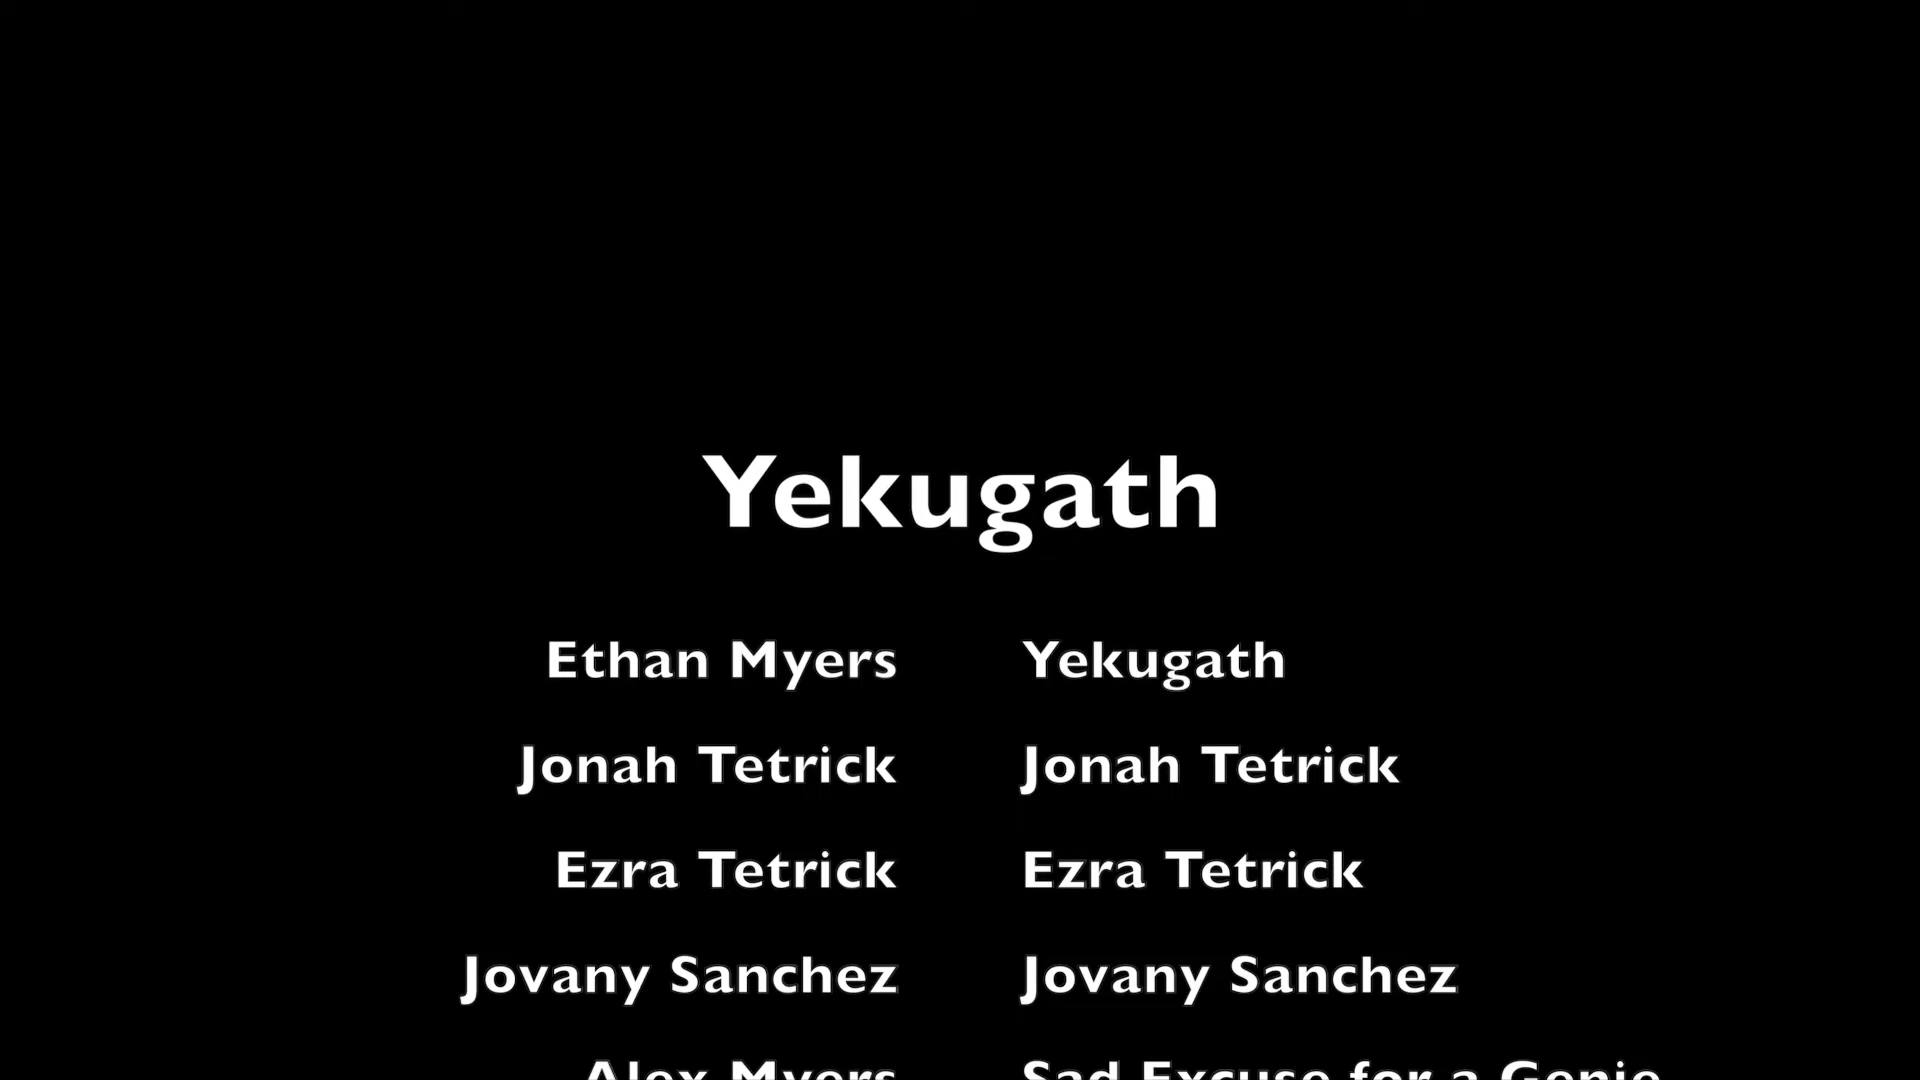 Yekugath
Ethan Myers Yekugath
Jonah Tetrick Jonah Tetrick
Ezra Tetrick Ezra Tetrick
Jovany Sanchez Jovany Sanchez
Alex Myers Sad Excuse for a Genie